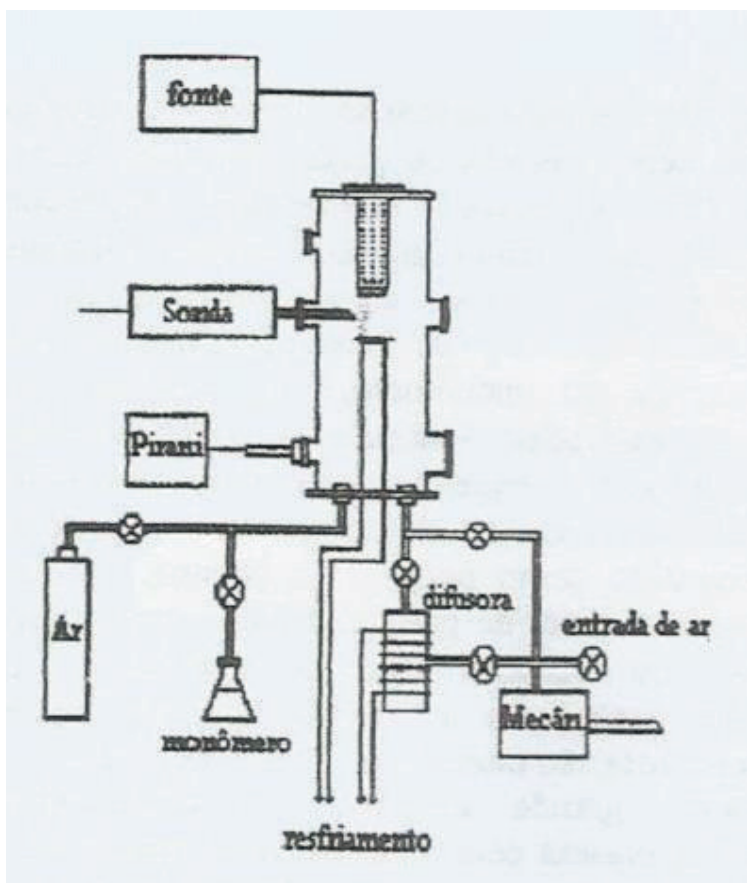 fonte
Sonda
Pirani
Ar
monômero
difusora
entrada de ar
Mecân
resfriamento